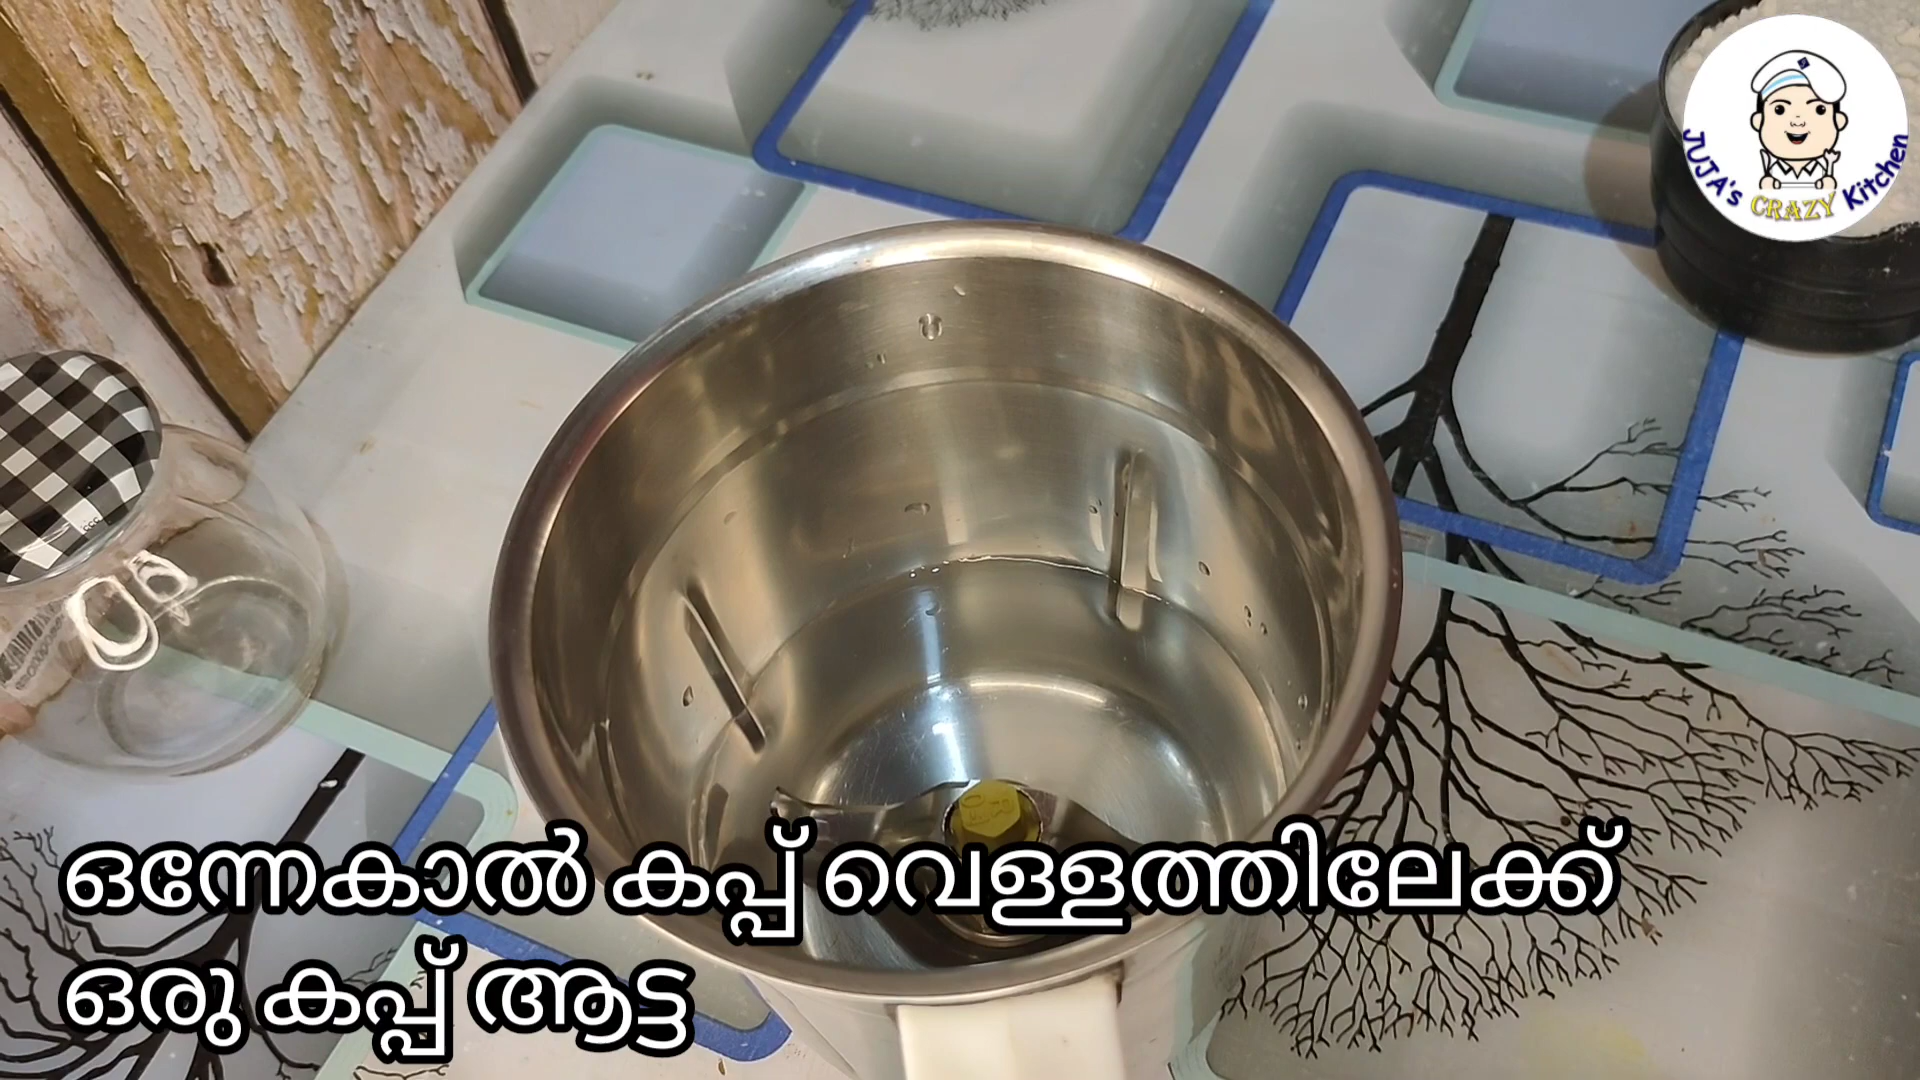 JUJA's CRAZY Kitchen
ഒന്നേകാൽ കപ്പ് വെള്ളത്തിലേക്ക്
ഒരു കപ്പ് ആട്ട